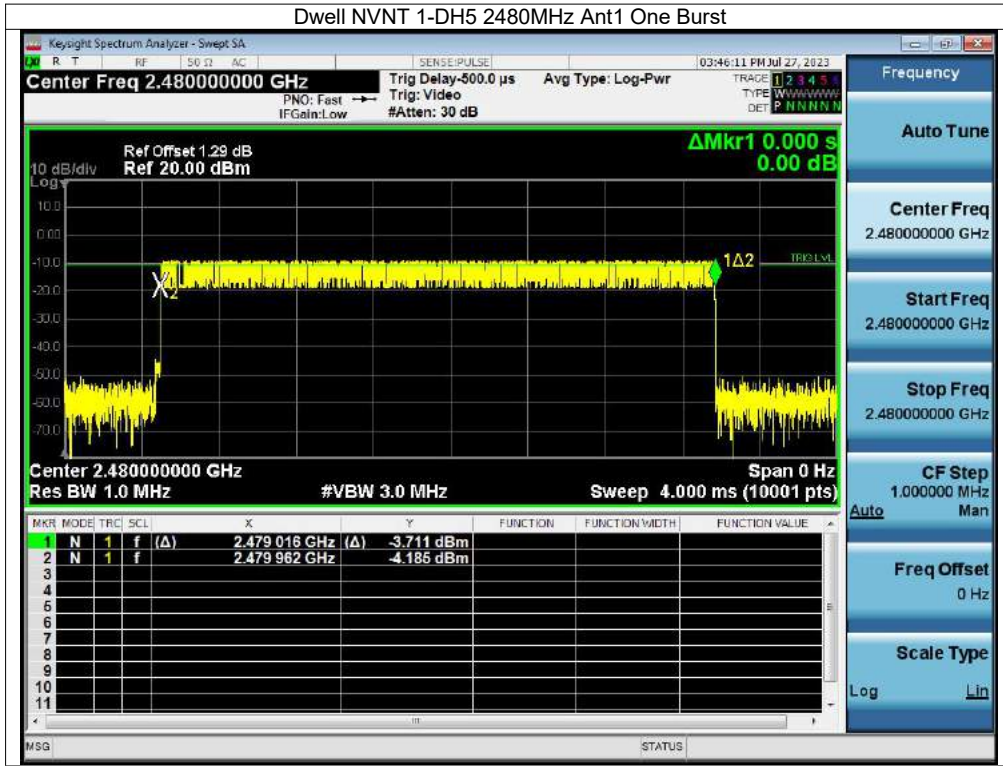 Dwell NVNT 1-DH5 2480MHz Ant1 One Burst
Keysight Spectrum Analyzer - Swept SA
R T RF 50 Ω AC SENSE:PULSE 03:46:11 PM Jul 27, 2023
Center Freq 2.480000000 GHz
Trig Delay-500.0 µs Avg Type: Log-Pwr
TRACE 1 2 3 4 5 6
PNO: Fast Trig: Video
TYPE WWWWWW
IFGain:Low #Atten: 30 dB
DET P NNNNN
Frequency
Auto Tune
ΔMkr1 0.000 s
Ref Offset 1.29 dB
0.00 dB
10 dB/div Ref 20.00 dBm
Log
10.0
0.00
-10.0
-20.0
-30.0
-40.0
-50.0
-60.0
-70.0
1Δ2
TRIG LVL
X2
Center 2.480000000 GHz Span 0 Hz
Res BW 1.0 MHz #VBW 3.0 MHz Sweep 4.000 ms (10001 pts)
MKR MODE TRC SCL X Y FUNCTION FUNCTION WIDTH FUNCTION VALUE
1 N 1 f (Δ) 2.479 016 GHz (Δ) -3.711 dBm
2 N 1 f 2.479 962 GHz -4.185 dBm
3
4
5
6
7
8
9
10
11
Center Freq
2.480000000 GHz
Start Freq
2.480000000 GHz
Stop Freq
2.480000000 GHz
CF Step
1.000000 MHz
Auto Man
Freq Offset
0 Hz
Scale Type
Log Lin
MSG STATUS